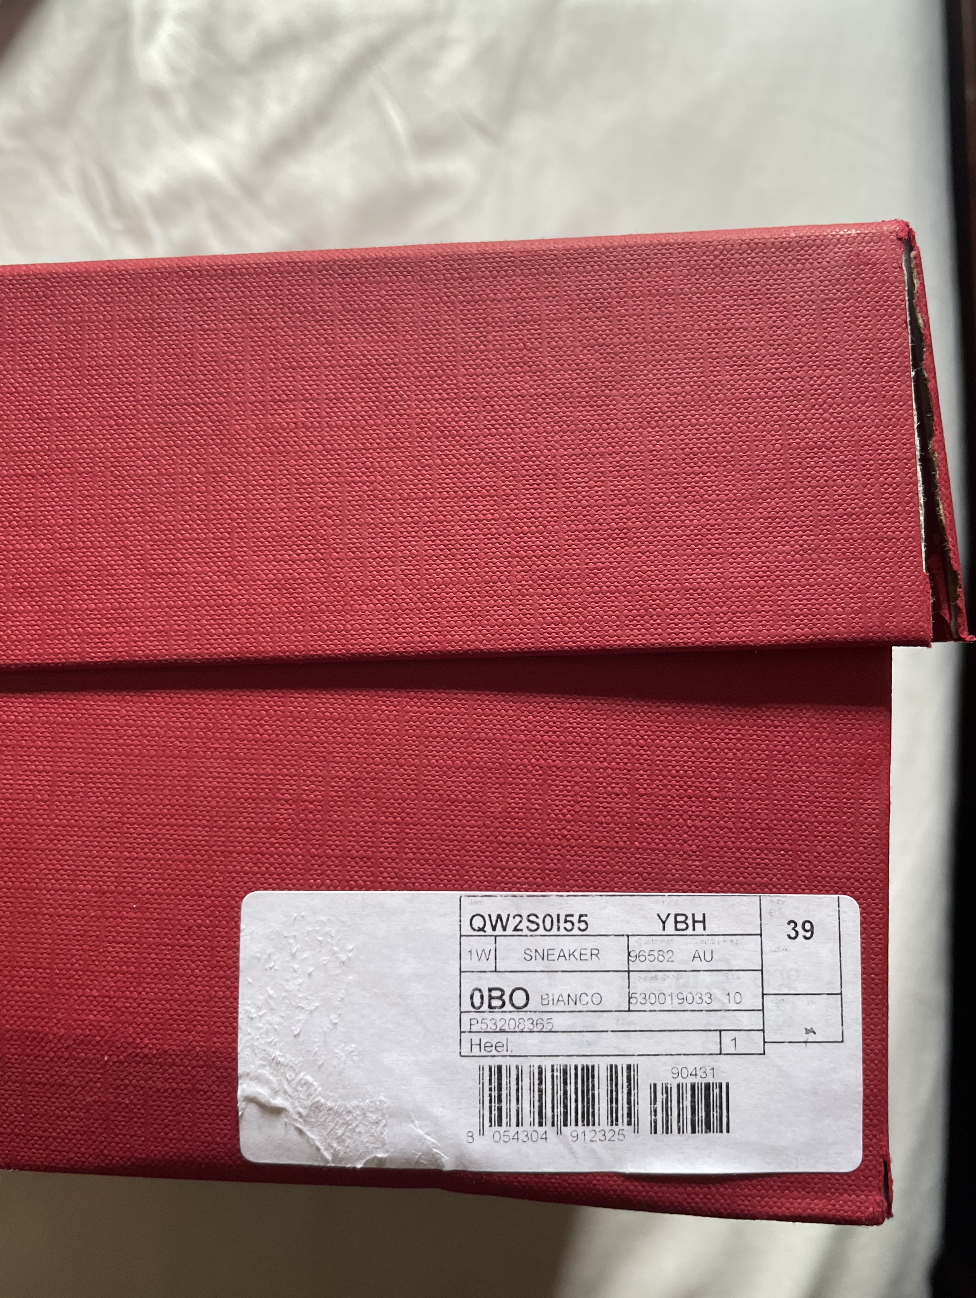 QW2S0I55 YBH 39
1W SNEAKER 96582 AU
0BO BIANCO 530019033 10
P53208365
Heel. 1
90431
8 054304 912325